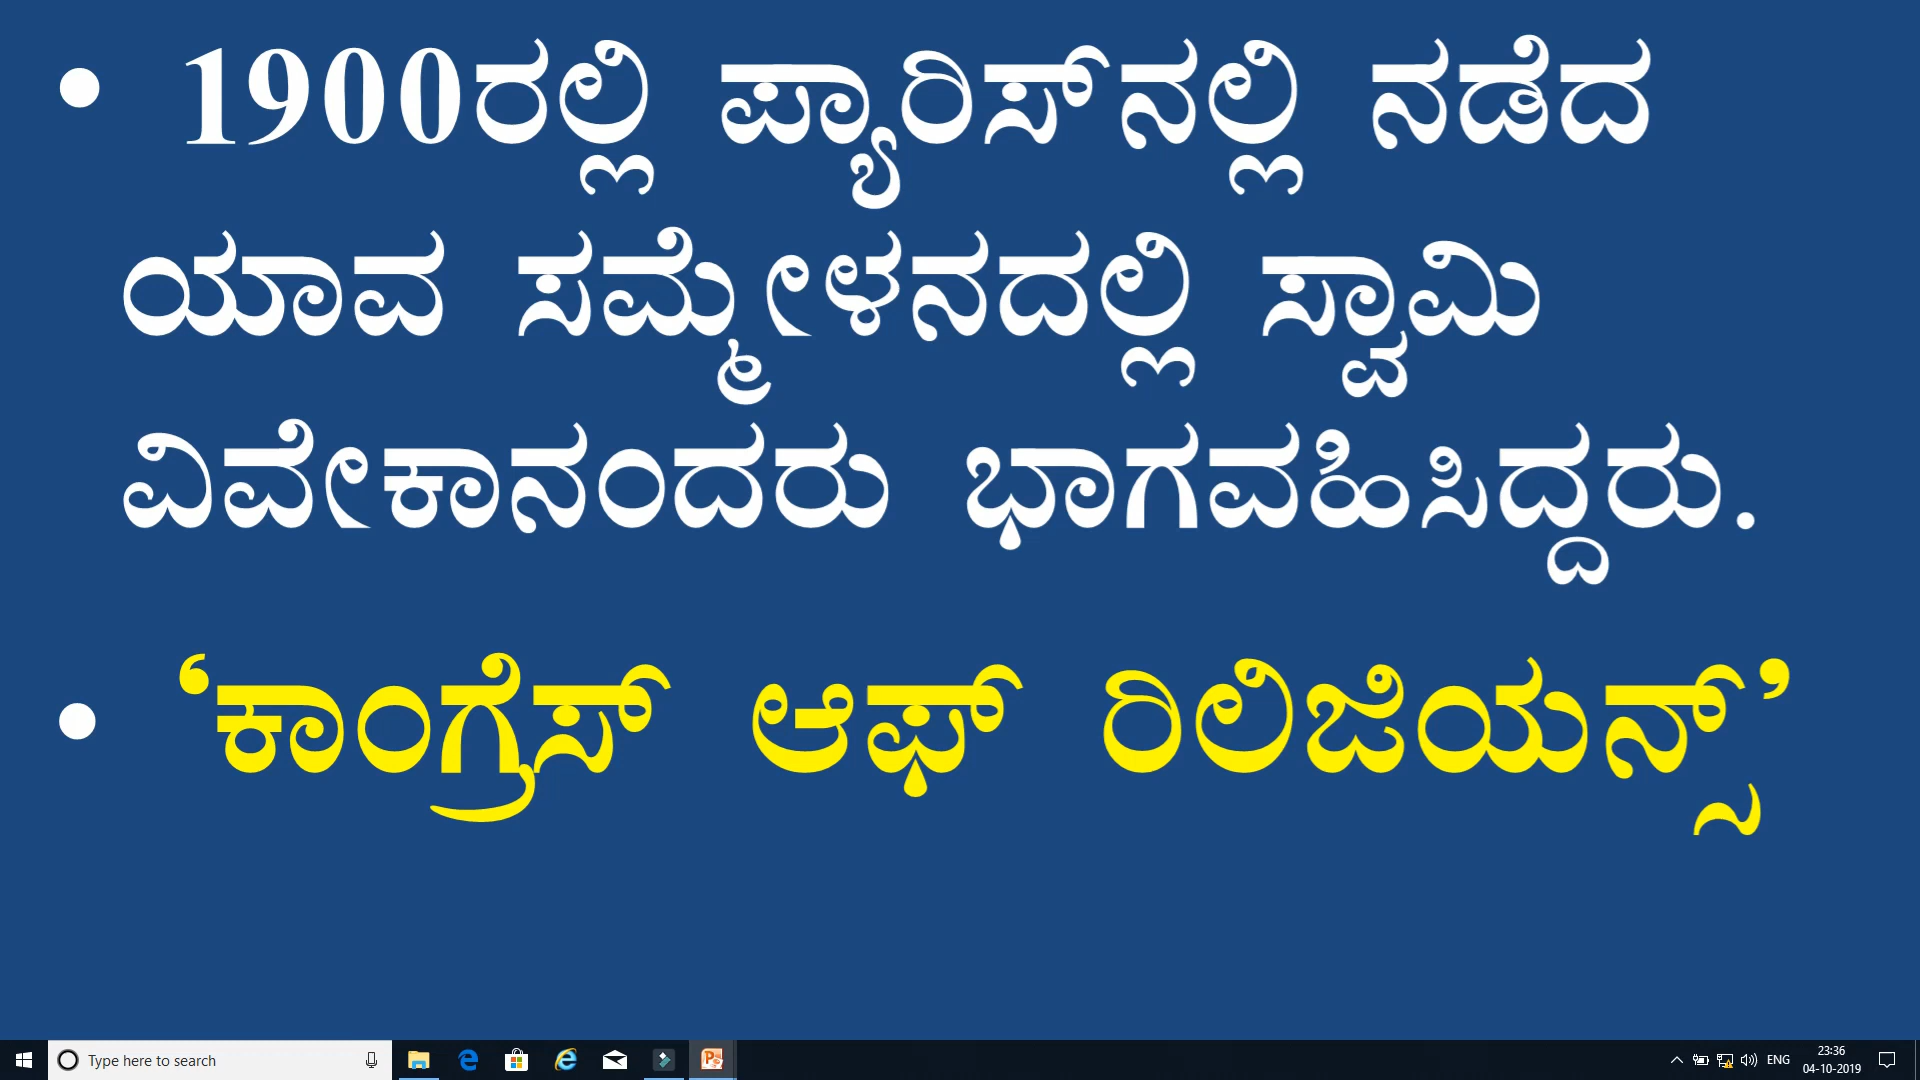 • 1900ರಲ್ಲಿ ಪ್ಯಾರಿಸ್‌ನಲ್ಲಿ ನಡೆದ
ಯಾವ ಸಮ್ಮೇಳನದಲ್ಲಿ ಸ್ವಾಮಿ
ವಿವೇಕಾನಂದರು ಭಾಗವಹಿಸಿದ್ದರು.
• ‘ಕಾಂಗ್ರೆಸ್ ಆಫ್ ರಿಲಿಜಿಯನ್ಸ್’
Type here to search
ENG
23:36
04-10-2019